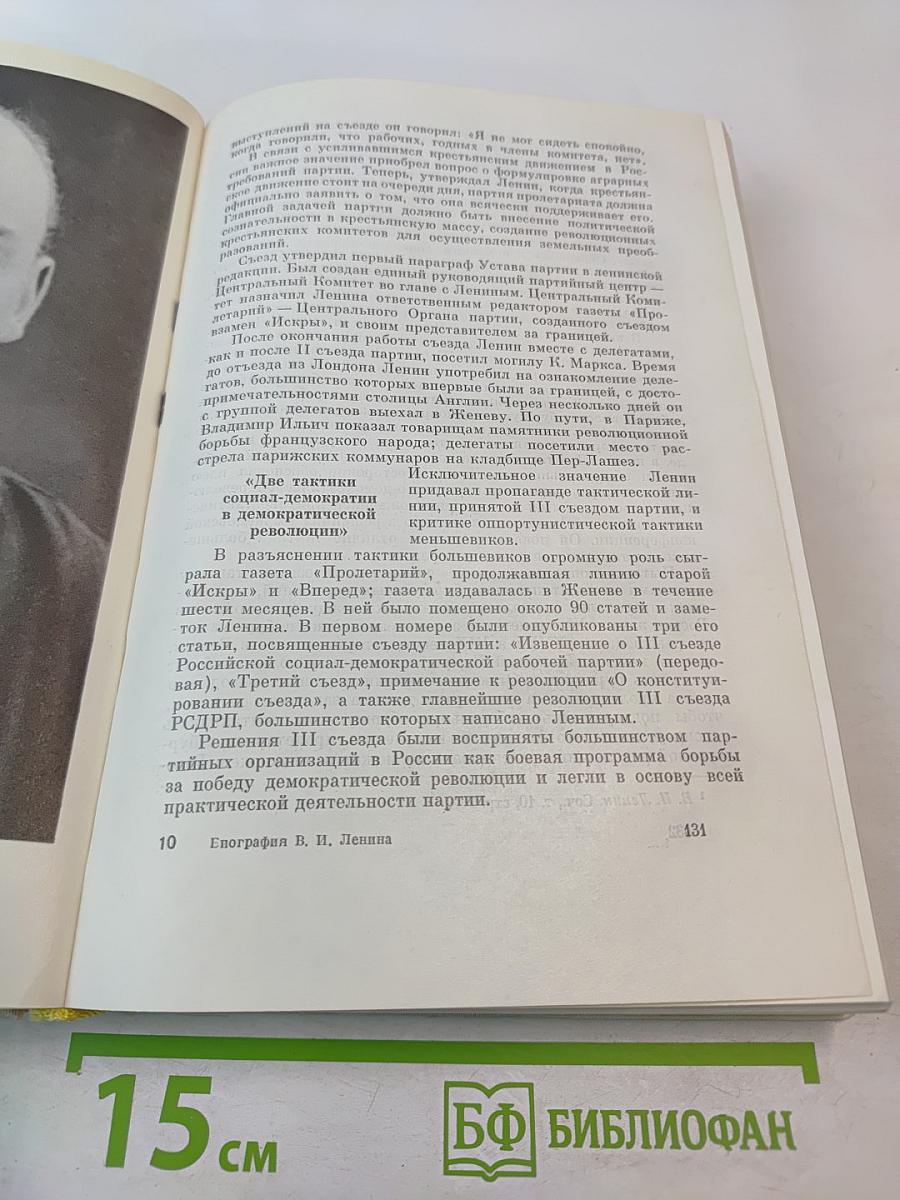 выступлений на съезде он говорил: «Я не мог сидеть спокойно,
когда говорили, что рабочих, годных в члены комитета, нет».
В связи с усиливавшимся крестьянским движением в Рос-
сии важное значение приобрел вопрос о формулировке аграрных
требований партии. Теперь, утверждал Ленин, когда крестьян-
ское движение стоит на очереди дня, партия пролетариата должна
официально заявить о том, что она всячески поддерживает его.
Главной задачей партии должно быть внесение политической
сознательности в крестьянскую массу, создание революционных
крестьянских комитетов для осуществления земельных преоб-
разований.
Съезд утвердил первый параграф Устава партии в ленинской
редакции. Был создан единый руководящий партийный центр —
Центральный Комитет во главе с Лениным. Центральный Коми-
тет назначил Ленина ответственным редактором газеты «Про-
летарий» — Центрального Органа партии, созданного съездом
взамен «Искры», и своим представителем за границей.
После окончания работы съезда Ленин вместе с делегатами,
как и после II съезда партии, посетил могилу К. Маркса. Время
до отъезда из Лондона Ленин употребил на ознакомление деле-
гатов, большинство которых впервые были за границей, с досто-
примечательностями столицы Англии. Через несколько дней он
с группой делегатов выехал в Женеву. По пути, в Париже,
Владимир Ильич показал товарищам памятники революционной
борьбы французского народа; делегаты посетили место рас-
стрела парижских коммунаров на кладбище Пер-Лашез.
«Две тактики
социал-демократии
в демократической
революции»
Исключительное значение Ленин
придавал пропаганде тактической ли-
нии, принятой III съездом партии, и
критике оппортунистической тактики
меньшевиков.
В разъяснении тактики большевиков огромную роль сыг-
рала газета «Пролетарий», продолжавшая линию старой
«Искры» и «Вперед»; газета издавалась в Женеве в течение
шести месяцев. В ней было помещено около 90 статей и заме-
ток Ленина. В первом номере были опубликованы три его
статьи, посвященные съезду партии: «Извещение о III съезде
Российской социал-демократической рабочей партии» (передо-
вая), «Третий съезд», примечание к резолюции «О конституи-
ровании съезда», а также главнейшие резолюции III съезда
РСДРП, большинство которых написано Лениным.
Решения III съезда были восприняты большинством пар-
тийных организаций в России как боевая программа борьбы
за победу демократической революции и легли в основу всей
практической деятельности партии.
10 Биография В. И. Ленина
131
15 см
БФ БИБЛИОФАН